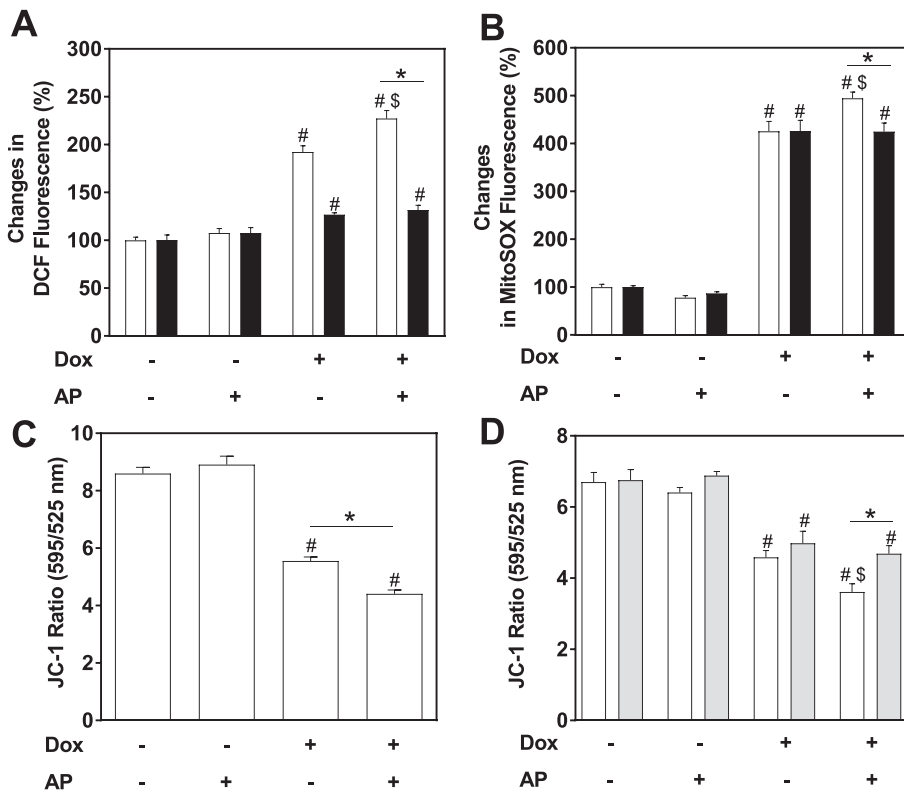 A
Changes in
DCF Fluorescence (%)
300
250
200
150
100
50
0
#
#
# $
*
#
Dox - - + +
AP - + - +
B
Changes
in MitoSOX Fluorescence (%)
600
500
400
300
200
100
0
# #
# $
*
#
Dox - - + +
AP - + - +
C
JC-1 Ratio (595/525 nm)
10
8
6
4
2
0
#
*
#
Dox - - + +
AP - + - +
D
JC-1 Ratio (595/525 nm)
8
6
4
2
0
#
#
# $
*
#
Dox - - + +
AP - + - +